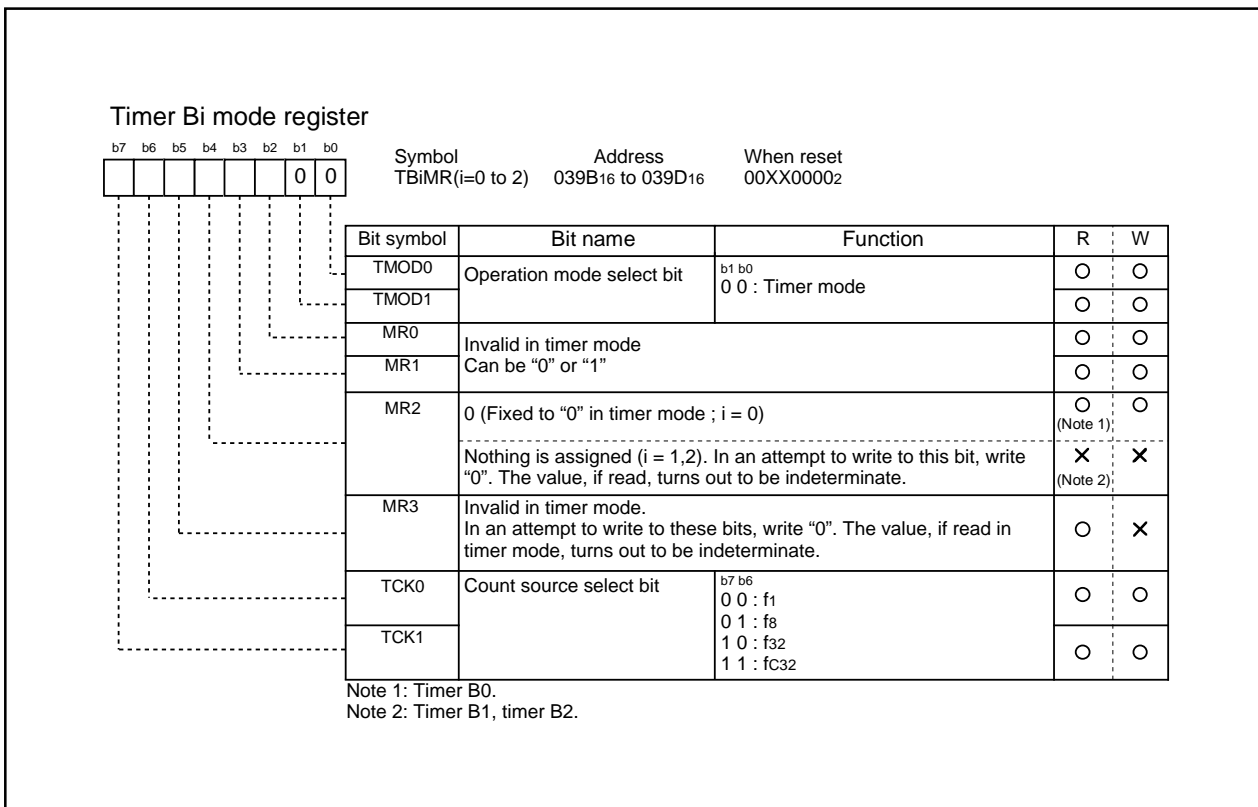 Timer Bi mode register
b7 b6 b5 b4 b3 b2 b1 b0
0 0
Symbol Address When reset
TBiMR(i=0 to 2) 039B16 to 039D16 00XX00002
Bit symbol Bit name Function R W
TMOD0 Operation mode select bit b1 b0
0 0 : Timer mode
TMOD1
MR0 Invalid in timer mode
MR1 Can be “0” or “1”
MR2 0 (Fixed to “0” in timer mode ; i = 0)
(Note 1)
Nothing is assigned (i = 1,2). In an attempt to write to this bit, write
“0”. The value, if read, turns out to be indeterminate.
(Note 2)
MR3 Invalid in timer mode.
In an attempt to write to these bits, write “0”. The value, if read in
timer mode, turns out to be indeterminate.
TCK0 Count source select bit b7 b6
0 0 : f1
0 1 : f8
TCK1 1 0 : f32
1 1 : fC32
Note 1: Timer B0.
Note 2: Timer B1, timer B2.